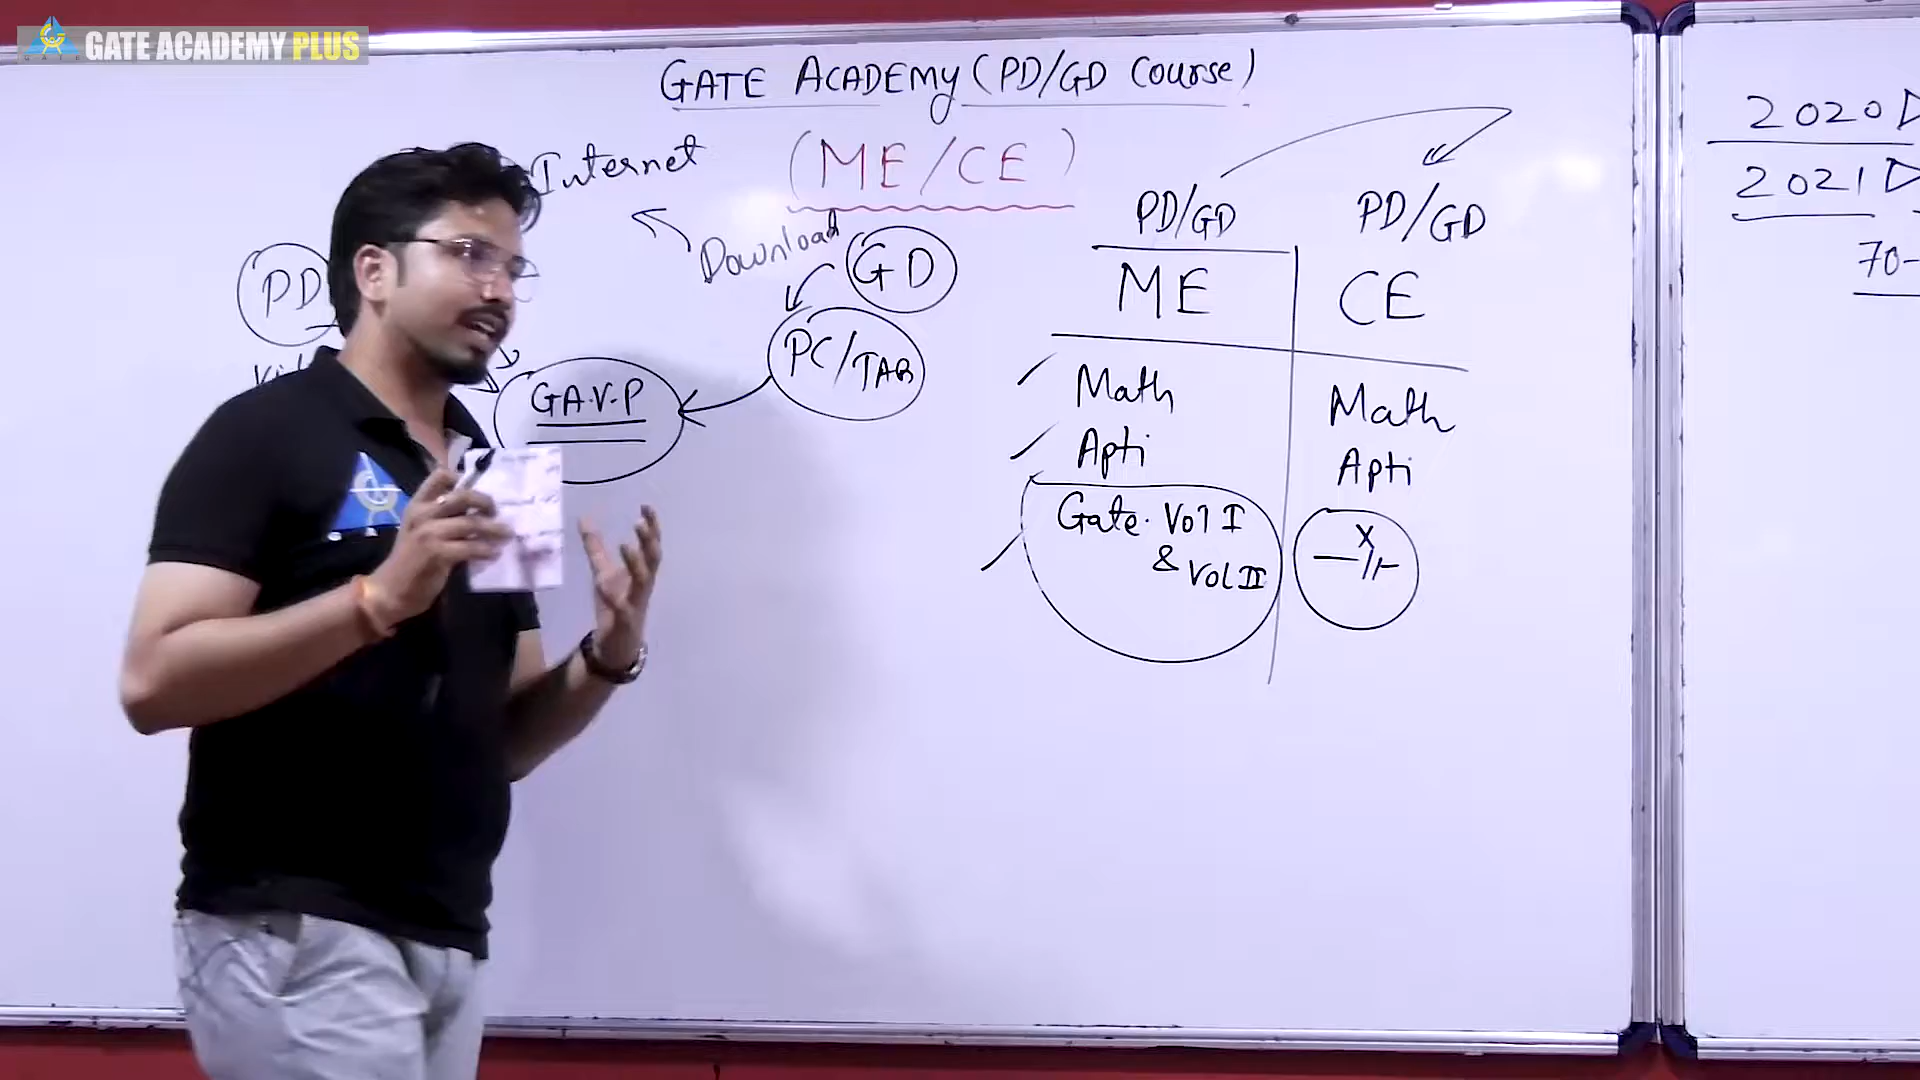 GATE ACADEMY PLUS
GATE ACADEMY (PD/GD Course)
(ME/CE)
Internet
Download
PD
GD
PC/TAB
G.A.V.P
PD/GD PD/GD
ME CE
Math Math
Apti Apti
Gate. Vol I
& Vol II
X
2020
2021
70-